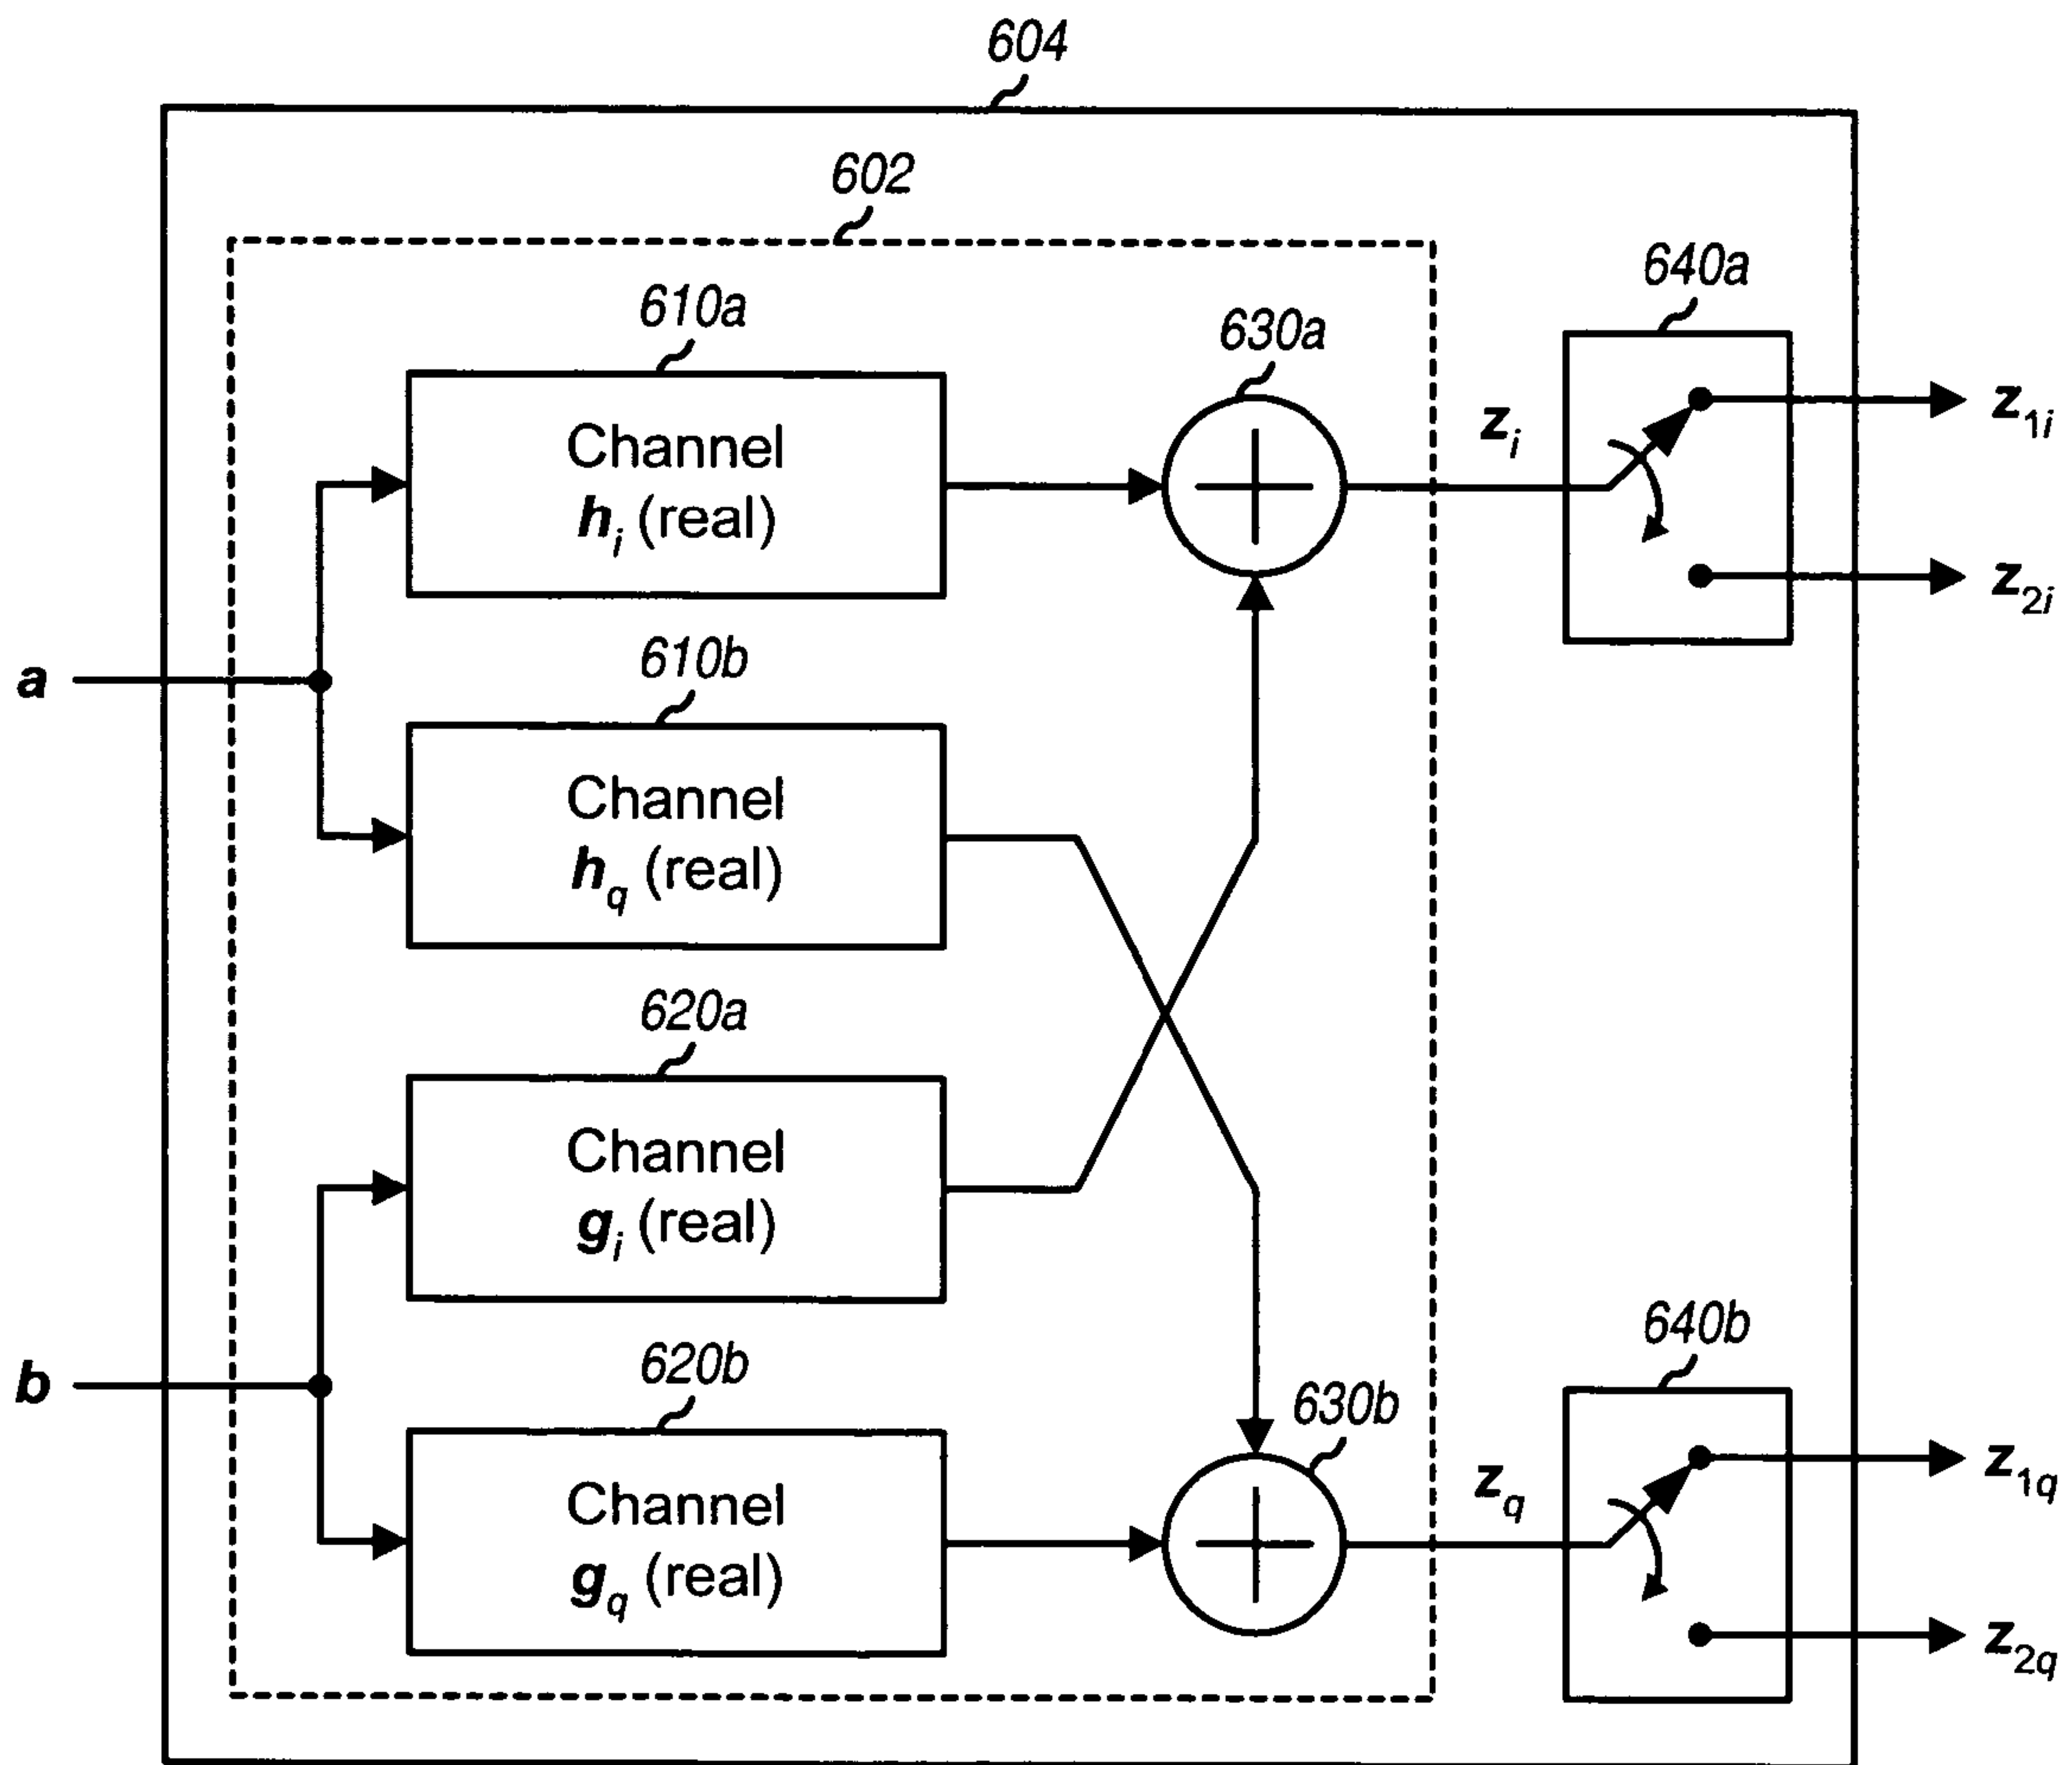 604
602
640a
610a
630a
Channel
h_i (real)
z_i
z_1i
z_2i
610b
a
Channel
h_q (real)
620a
Channel
g_i (real)
640b
620b
b
630b
Channel
g_q (real)
z_q
z_1q
z_2q